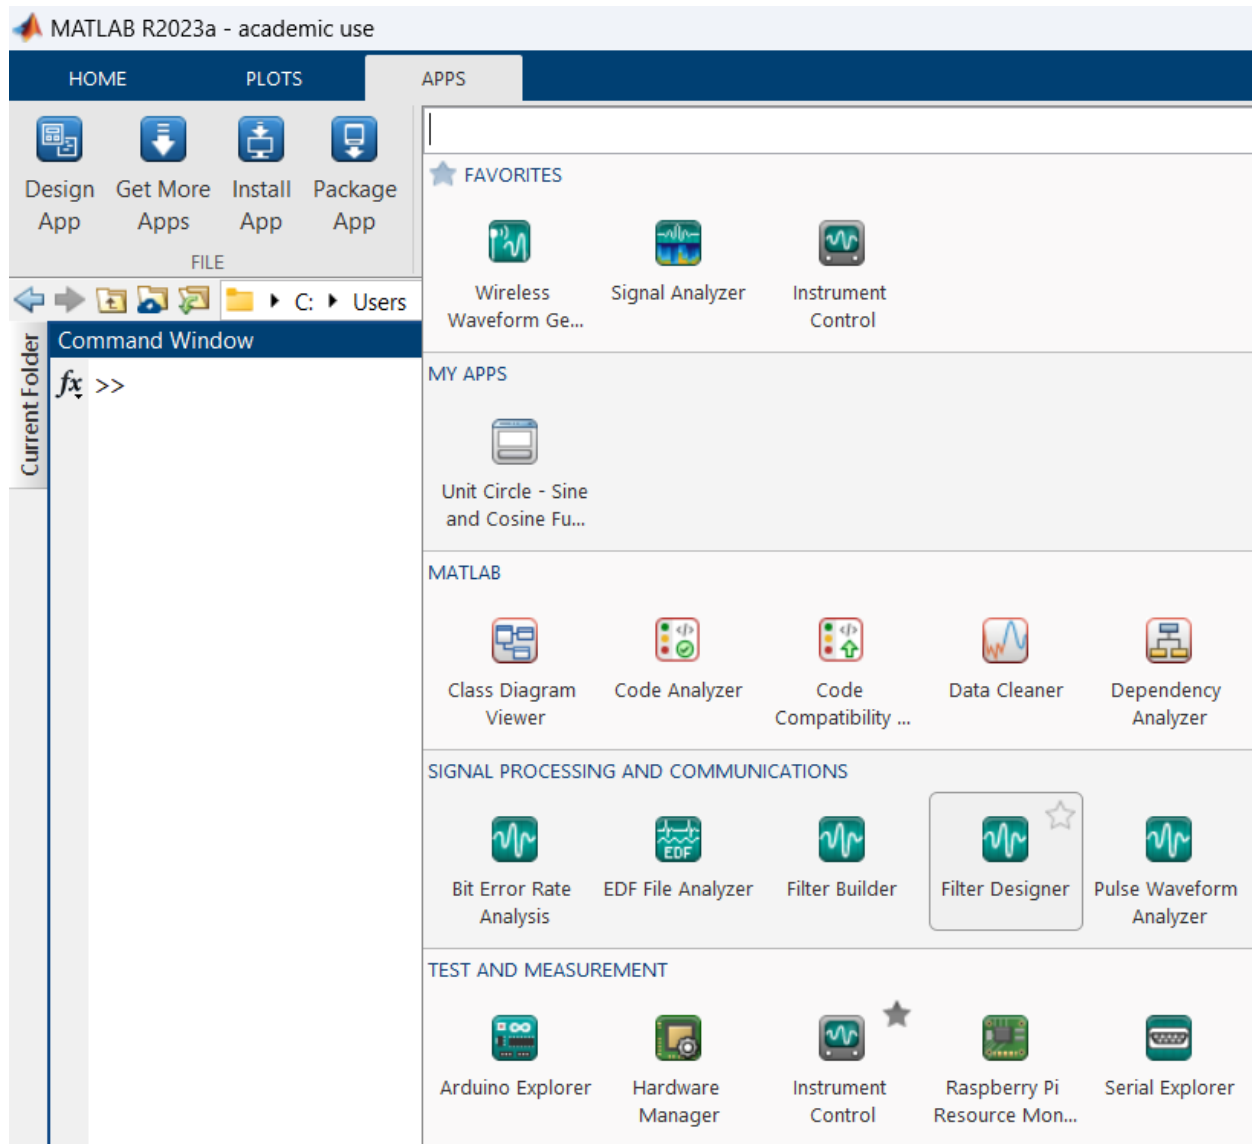 MATLAB R2023a - academic use
HOME PLOTS APPS
Design App
Get More Apps
Install App
Package App
FILE
C: Users
Current Folder
Command Window
fx >>
FAVORITES
Wireless Waveform Ge...
Signal Analyzer
Instrument Control
MY APPS
Unit Circle - Sine and Cosine Fu...
MATLAB
Class Diagram Viewer
Code Analyzer
Code Compatibility ...
Data Cleaner
Dependency Analyzer
SIGNAL PROCESSING AND COMMUNICATIONS
Bit Error Rate Analysis
EDF
EDF File Analyzer
Filter Builder
Filter Designer
Pulse Waveform Analyzer
TEST AND MEASUREMENT
Arduino Explorer
Hardware Manager
Instrument Control
Raspberry Pi Resource Mon...
Serial Explorer